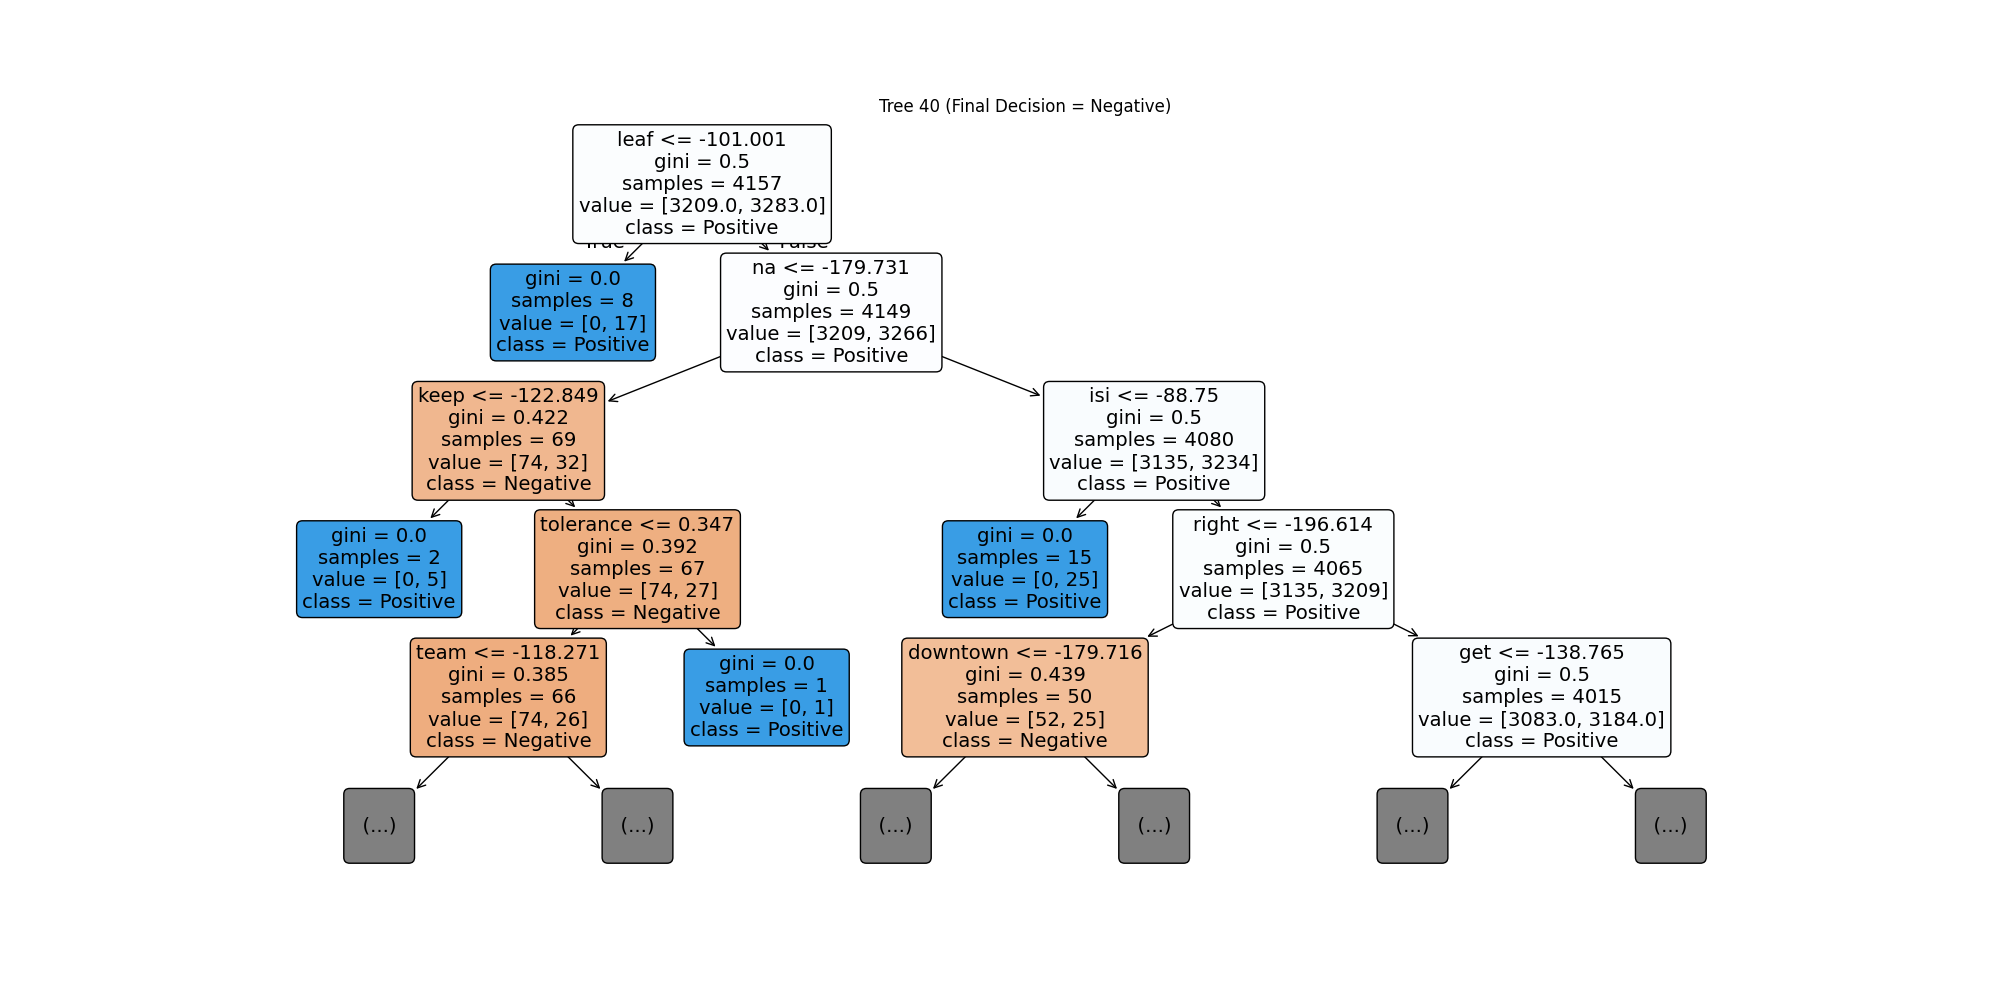 Tree 40 (Final Decision = Negative)
leaf <= -101.001
gini = 0.5
samples = 4157
value = [3209.0, 3283.0]
class = Positive
True
False
gini = 0.0
samples = 8
value = [0, 17]
class = Positive
na <= -179.731
gini = 0.5
samples = 4149
value = [3209, 3266]
class = Positive
keep <= -122.849
gini = 0.422
samples = 69
value = [74, 32]
class = Negative
isi <= -88.75
gini = 0.5
samples = 4080
value = [3135, 3234]
class = Positive
gini = 0.0
samples = 2
value = [0, 5]
class = Positive
tolerance <= 0.347
gini = 0.392
samples = 67
value = [74, 27]
class = Negative
gini = 0.0
samples = 15
value = [0, 25]
class = Positive
right <= -196.614
gini = 0.5
samples = 4065
value = [3135, 3209]
class = Positive
team <= -118.271
gini = 0.385
samples = 66
value = [74, 26]
class = Negative
gini = 0.0
samples = 1
value = [0, 1]
class = Positive
downtown <= -179.716
gini = 0.439
samples = 50
value = [52, 25]
class = Negative
get <= -138.765
gini = 0.5
samples = 4015
value = [3083.0, 3184.0]
class = Positive
(...)
(...)
(...)
(...)
(...)
(...)